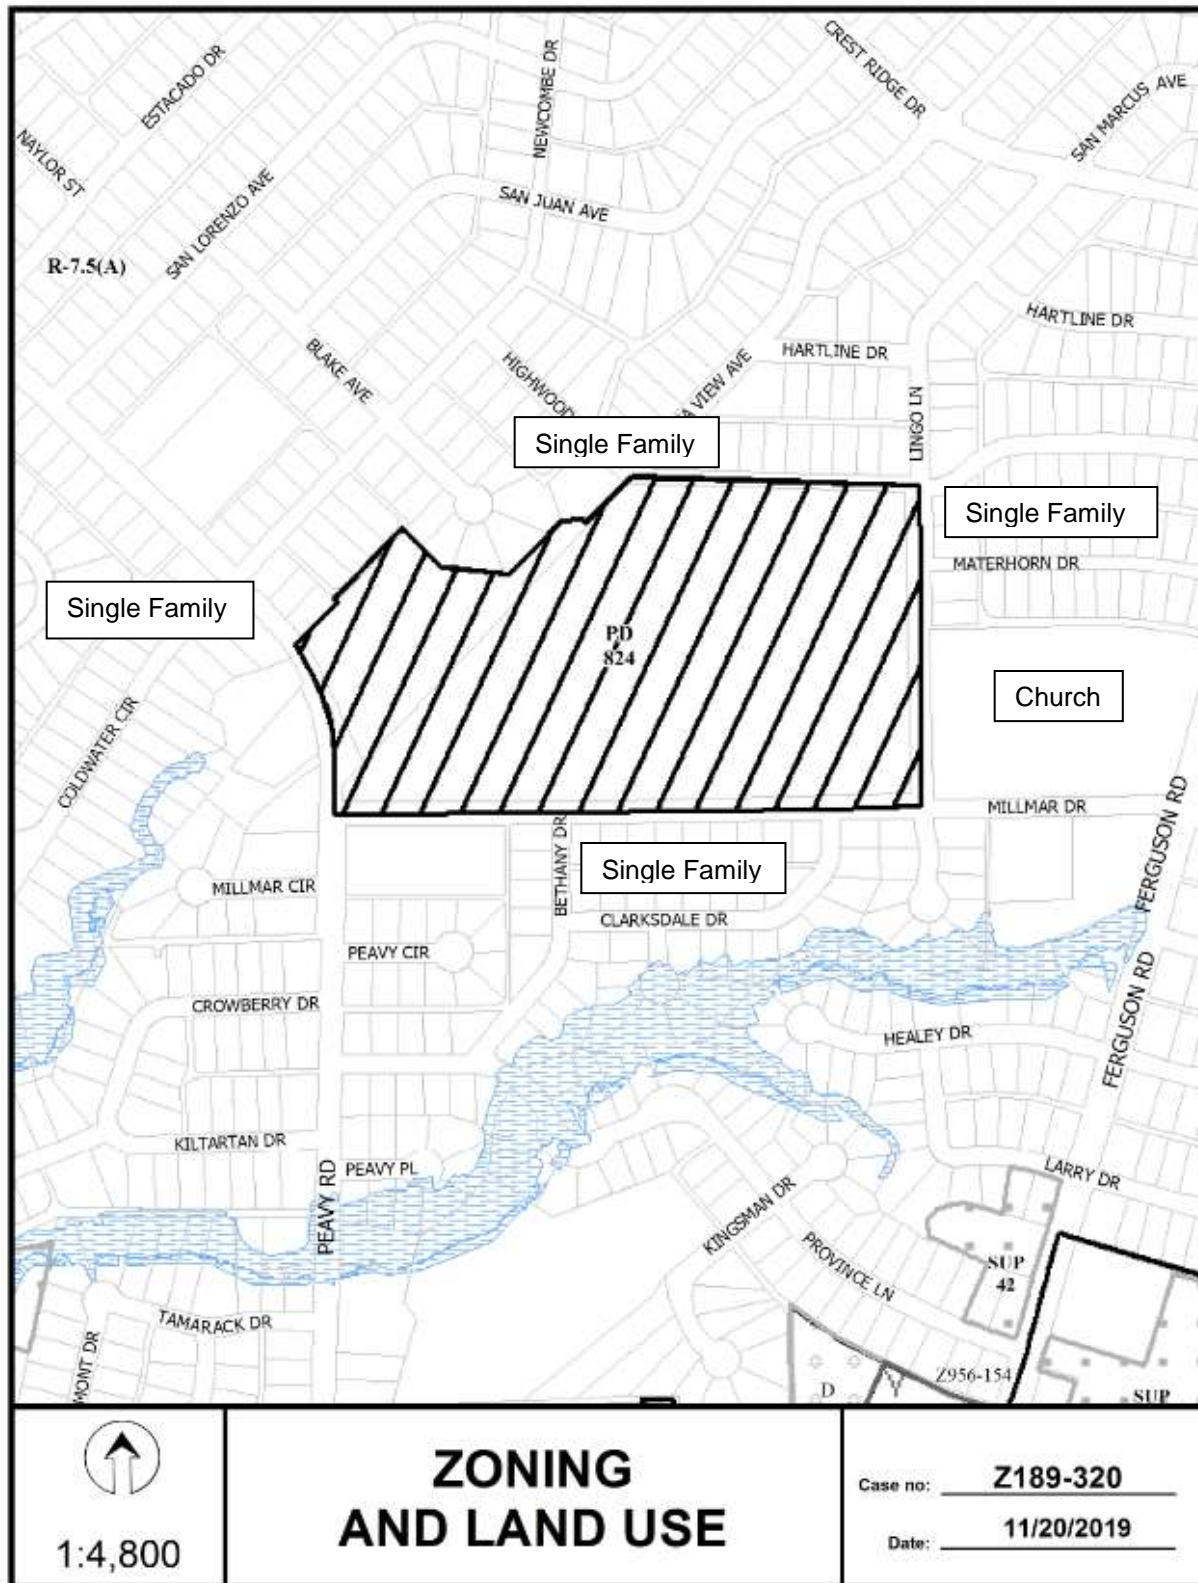 ESTACADO DR
NEWCOMBE DR
CREST RIDGE DR
SAN MARCUS AVE
NAYLOR ST
SAN LORENZO AVE
SAN JUAN AVE
R-7.5(A)
HARTLINE DR
BLAKE AVE
HIGHWOOD
VIEW AVE
HARTLINE DR
LINGO LN
Single Family
Single Family
MATERHORN DR
Single Family
PD
824
Church
COLDWATER CIR
MILLMAR DR
FERGUSON RD
BETHANY DR
Single Family
MILLMAR CIR
CLARKSDALE DR
PEAVY CIR
CROWBERRY DR
HEALEY DR
FERGUSON RD
KILTARTAN DR
PEAVY RD
PEAVY PL
LARRY DR
KINGSMAN DR
PROVINCE LN
SUP
42
TAMARACK DR
MONT DR
D
Z956-154
SUP
1:4,800
ZONING
AND LAND USE
Case no: Z189-320
Date: 11/20/2019